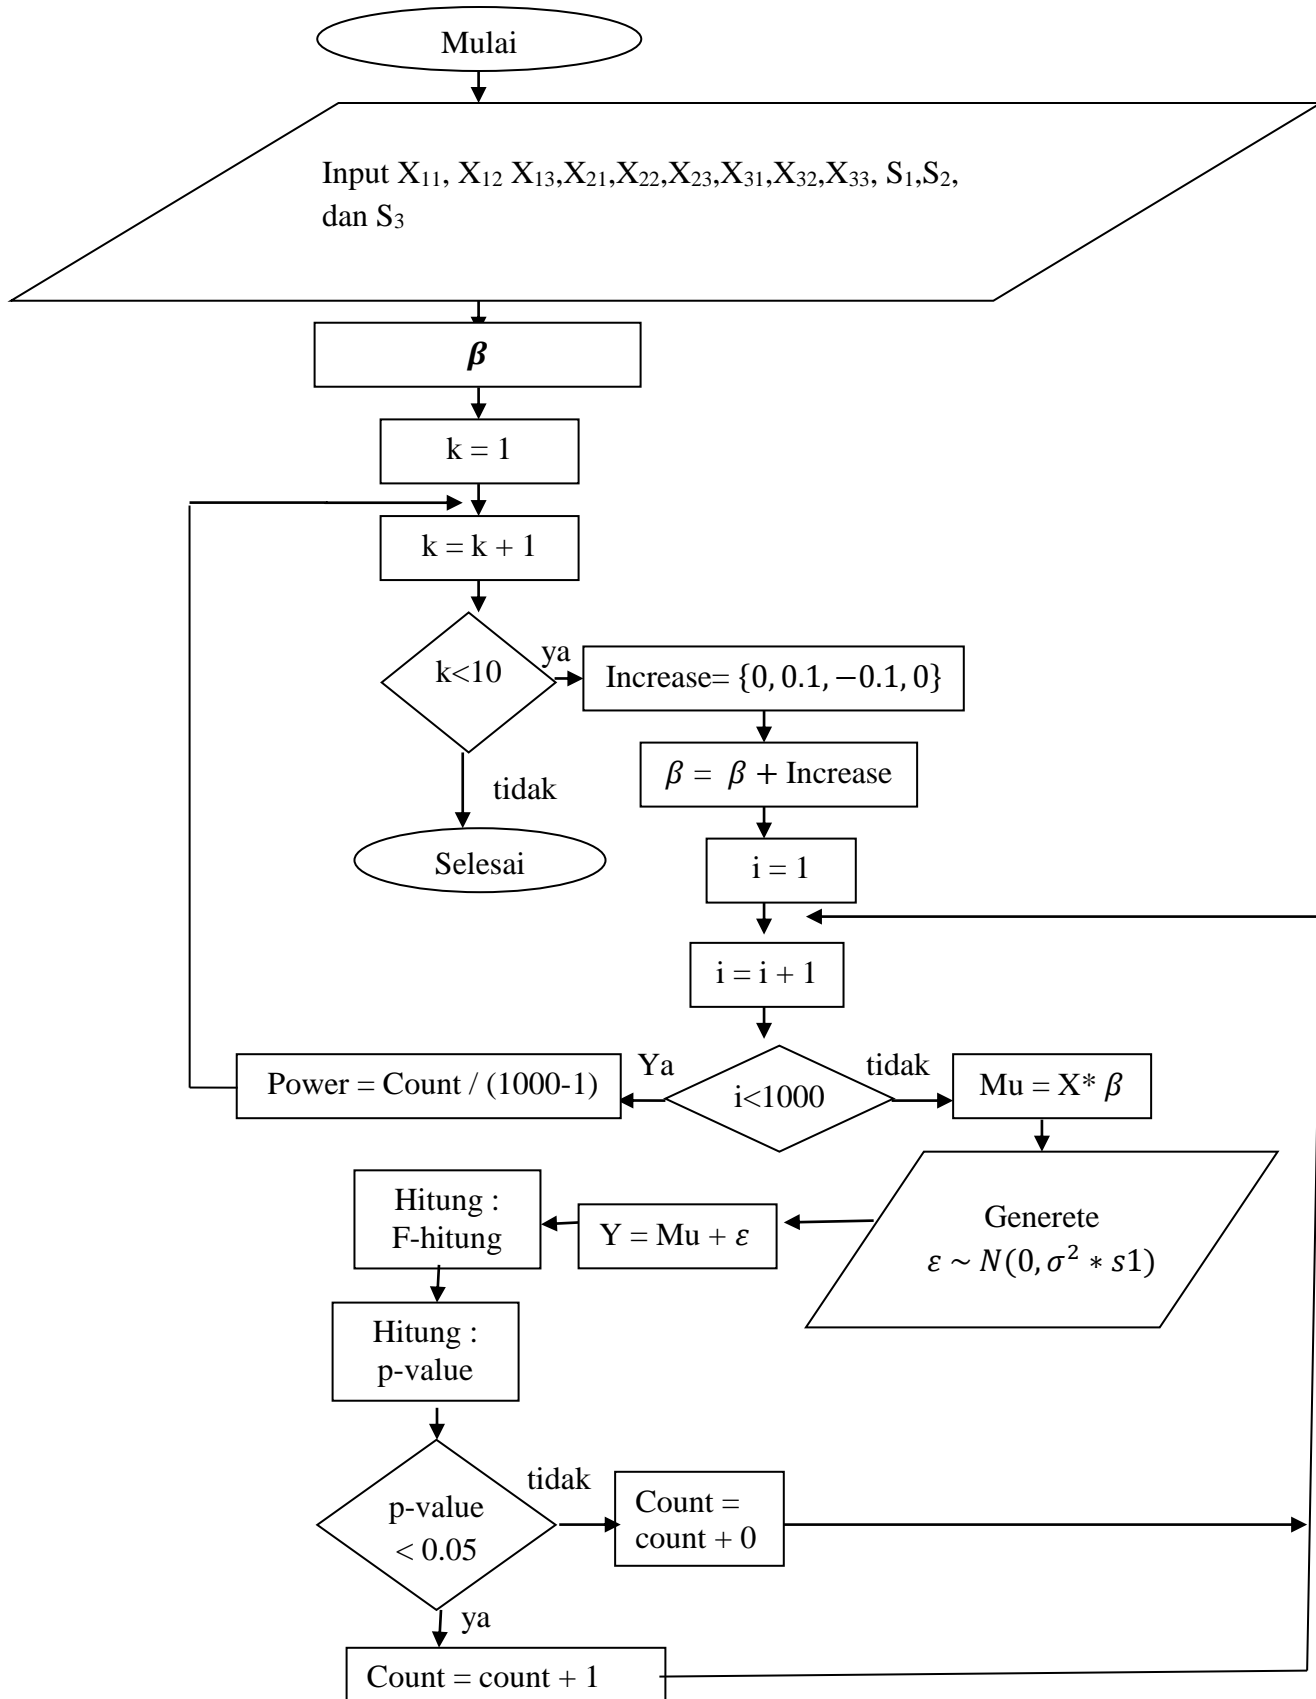 Mulai
Input X₁₁, X₁₂ X₁₃,X₂₁,X₂₂,X₂₃,X₃₁,X₃₂,X₃₃, S₁,S₂,
dan S₃
β
k = 1
k = k + 1
k<10
ya
Increase= {0, 0.1, −0.1, 0}
β = β + Increase
tidak
Selesai
i = 1
i = i + 1
i<1000
Ya
Power = Count / (1000-1)
tidak
Mu = X* β
Generete
ε ~ N(0, σ² * s1)
Y = Mu + ε
Hitung :
F-hitung
Hitung :
p-value
p-value
< 0.05
tidak
Count =
count + 0
ya
Count = count + 1